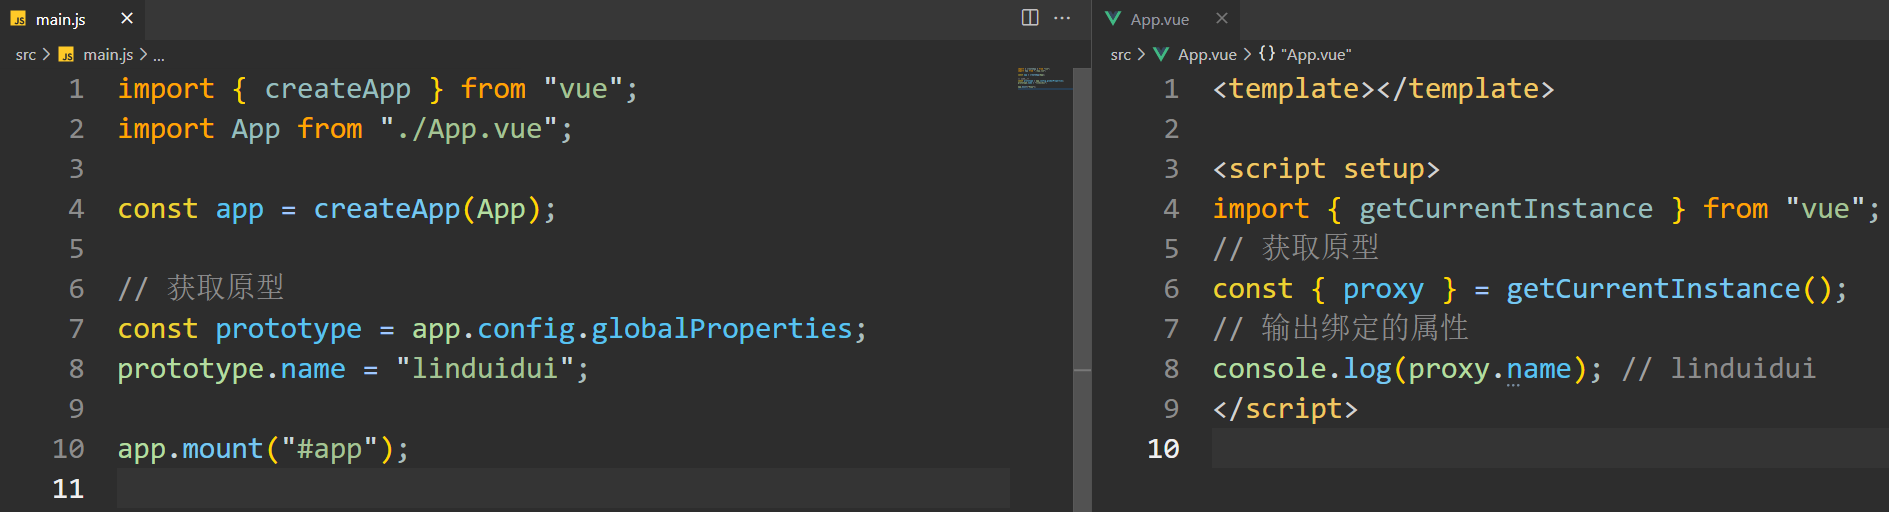 main.js
src > main.js > ...
1 import { createApp } from "vue";
2 import App from "./App.vue";
3
4 const app = createApp(App);
5
6 // 获取原型
7 const prototype = app.config.globalProperties;
8 prototype.name = "linduidui";
9
10 app.mount("#app");
11
App.vue
src > App.vue > {} "App.vue"
1 <template></template>
2
3 <script setup>
4 import { getCurrentInstance } from "vue";
5 // 获取原型
6 const { proxy } = getCurrentInstance();
7 // 输出绑定的属性
8 console.log(proxy.name); // linduidui
9 </script>
10